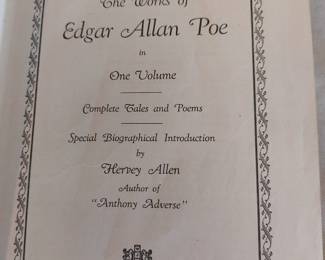 The Works of
Edgar Allan Poe
in
One Volume
Complete Tales and Poems
Special Biographical Introduction
by
Hervey Allen
Author of
"Anthony Adverse"